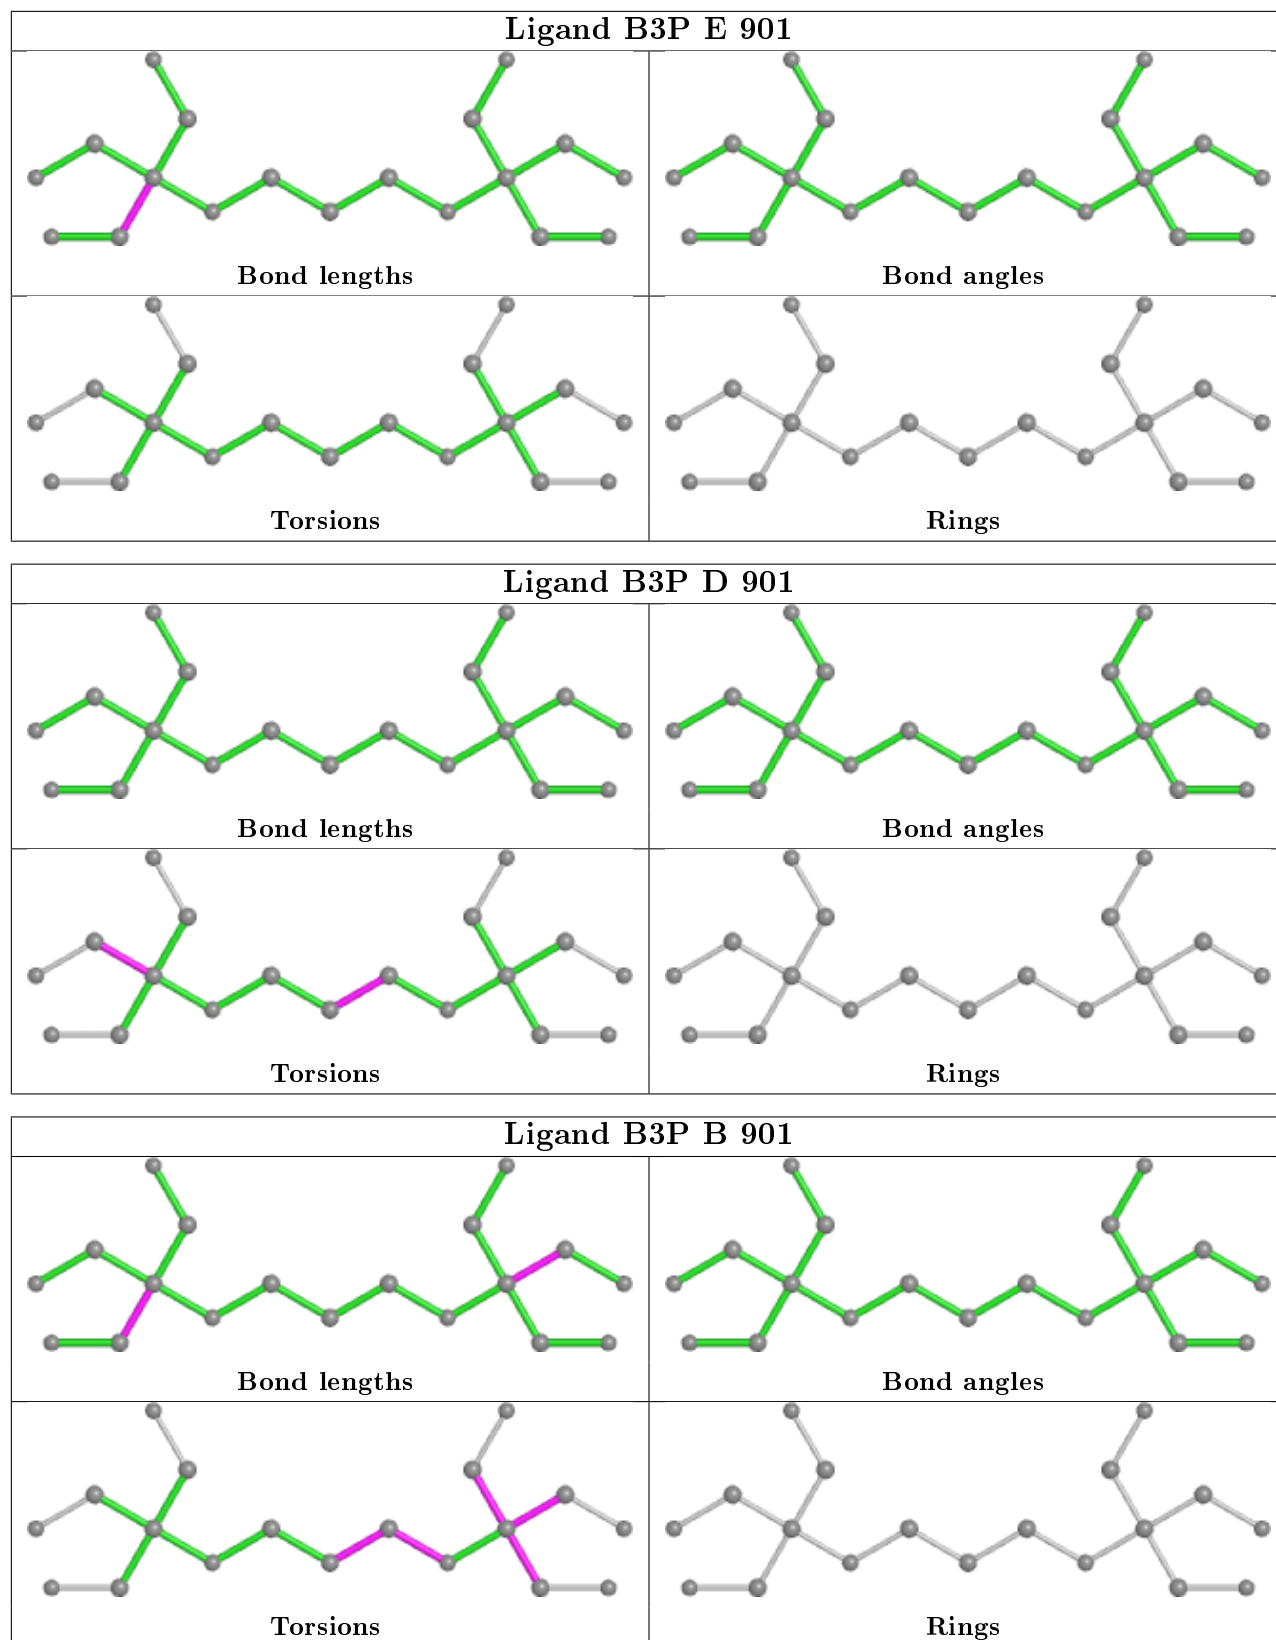 Ligand B3P E 901
Bond lengths
Bond angles
Torsions
Rings
Ligand B3P D 901
Bond lengths
Bond angles
Torsions
Rings
Ligand B3P B 901
Bond lengths
Bond angles
Torsions
Rings